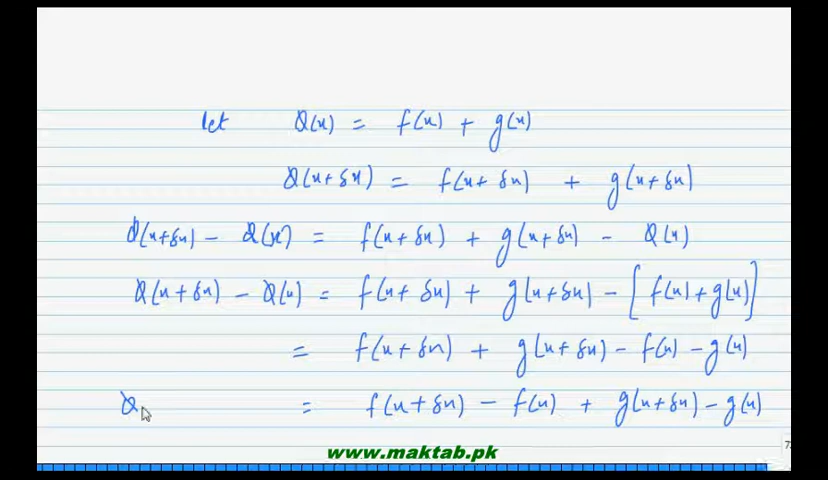 let Q(x) = f(x) + g(x)
Q(x+δx) = f(x+δx) + g(x+δx)
Q(x+δx) - Q(x) = f(x+δx) + g(x+δx) - Q(x)
Q(x+δx) - Q(x) = f(x+δx) + g(x+δx) - [f(x)+g(x)]
= f(x+δx) + g(x+δx) - f(x) - g(x)
Q = f(x+δx) - f(x) + g(x+δx) - g(x)
www.maktab.pk